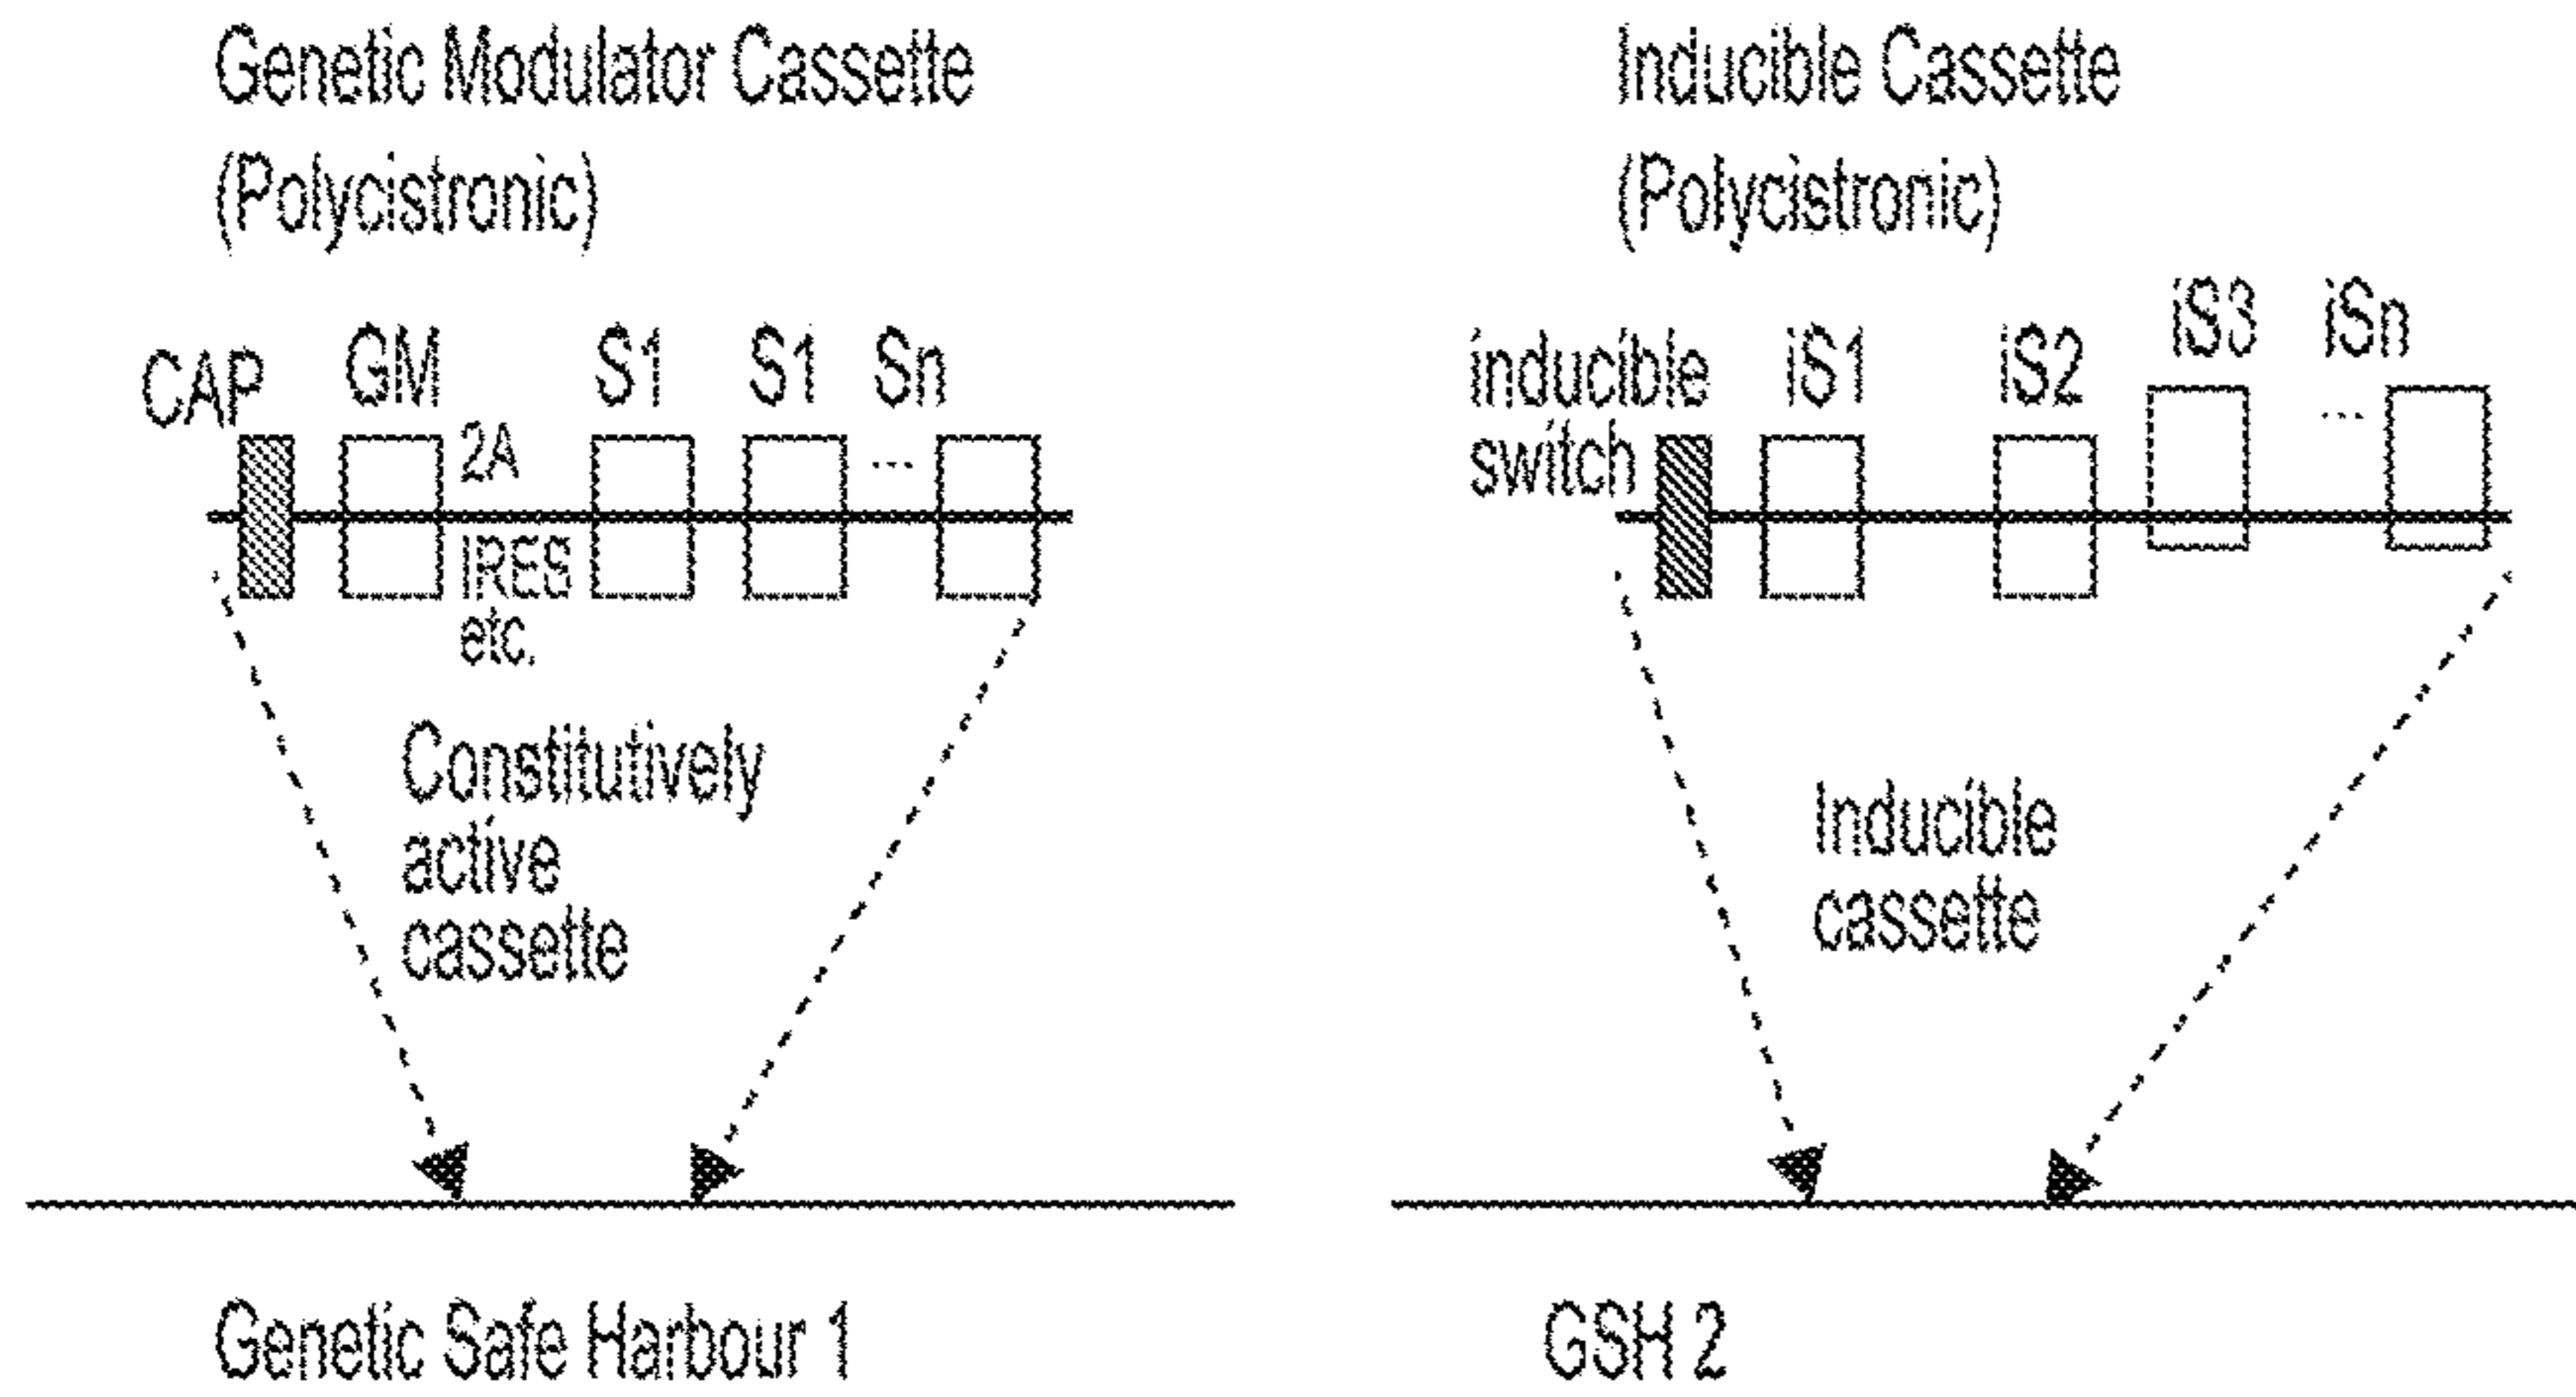 Genetic Modulator Cassette
(Polycistronic)
CAP GM S1 S1 Sn
2A
...
IRES
etc.
Constitutively
active
cassette
Genetic Safe Harbour 1
Inducible Cassette
(Polycistronic)
inducible
switch
iS1 iS2 iS3 iSn
...
Inducible
cassette
GSH 2